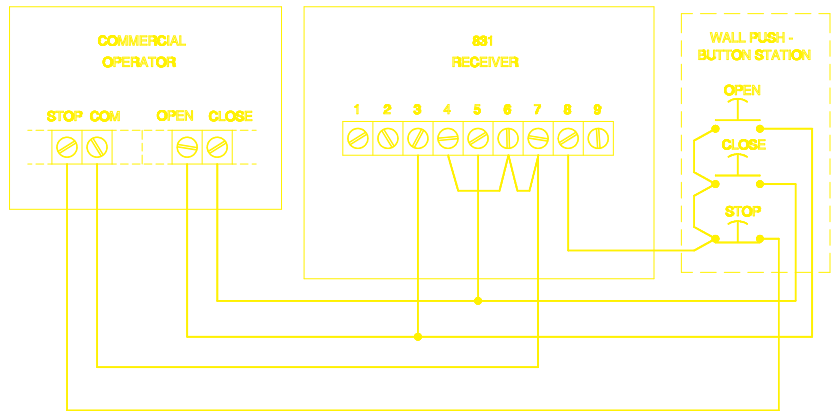 COMMERCIAL
OPERATOR
STOP COM OPEN CLOSE
831
RECEIVER
1 2 3 4 5 6 7 8 9
WALL PUSH -
BUTTON STATION
OPEN
CLOSE
STOP